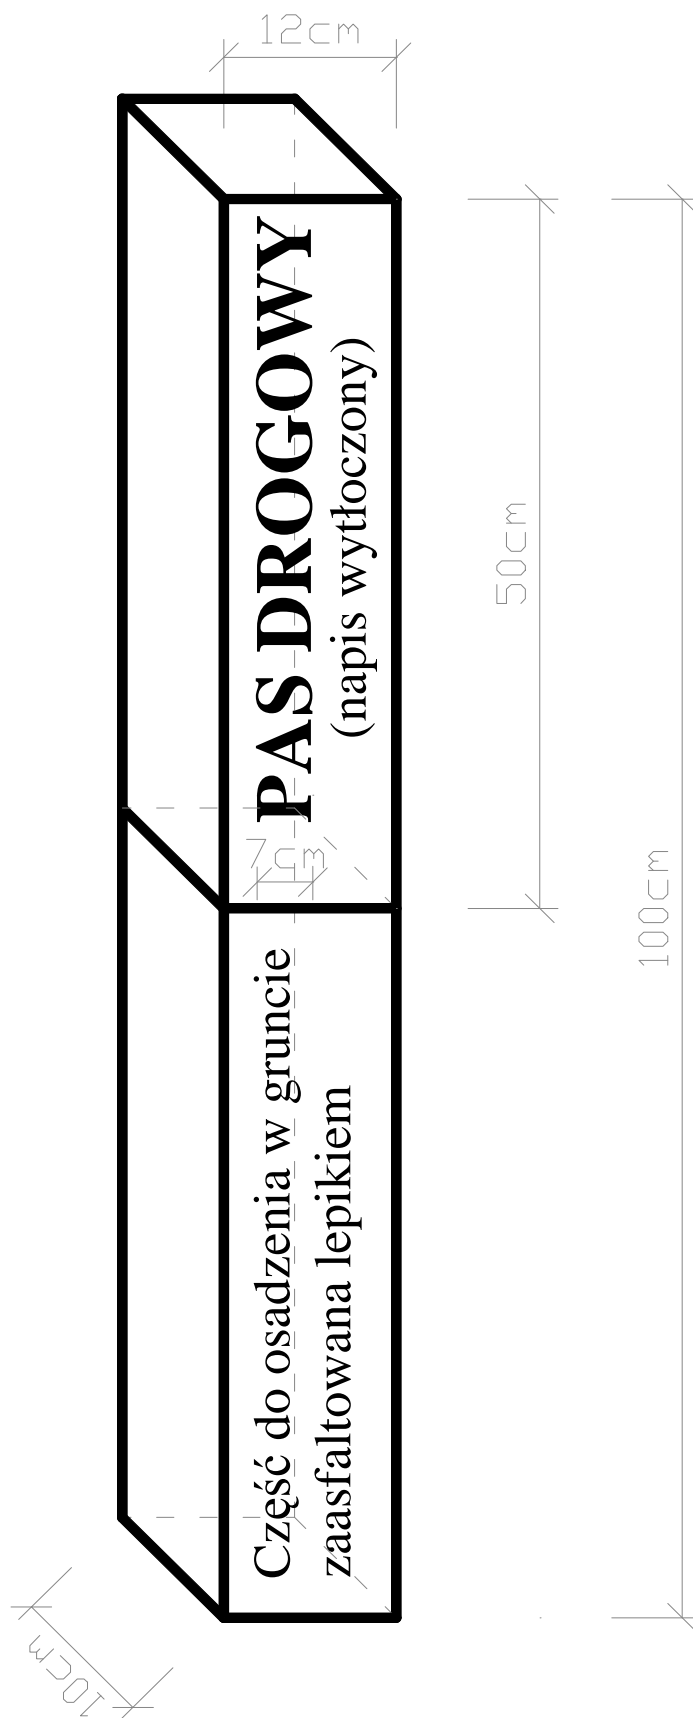 12cm
PAS DROGOWY
(napis wytłoczony)
50cm
7cm
100cm
Część do osadzenia w gruncie
zaasfaltowana lepikiem
10cm